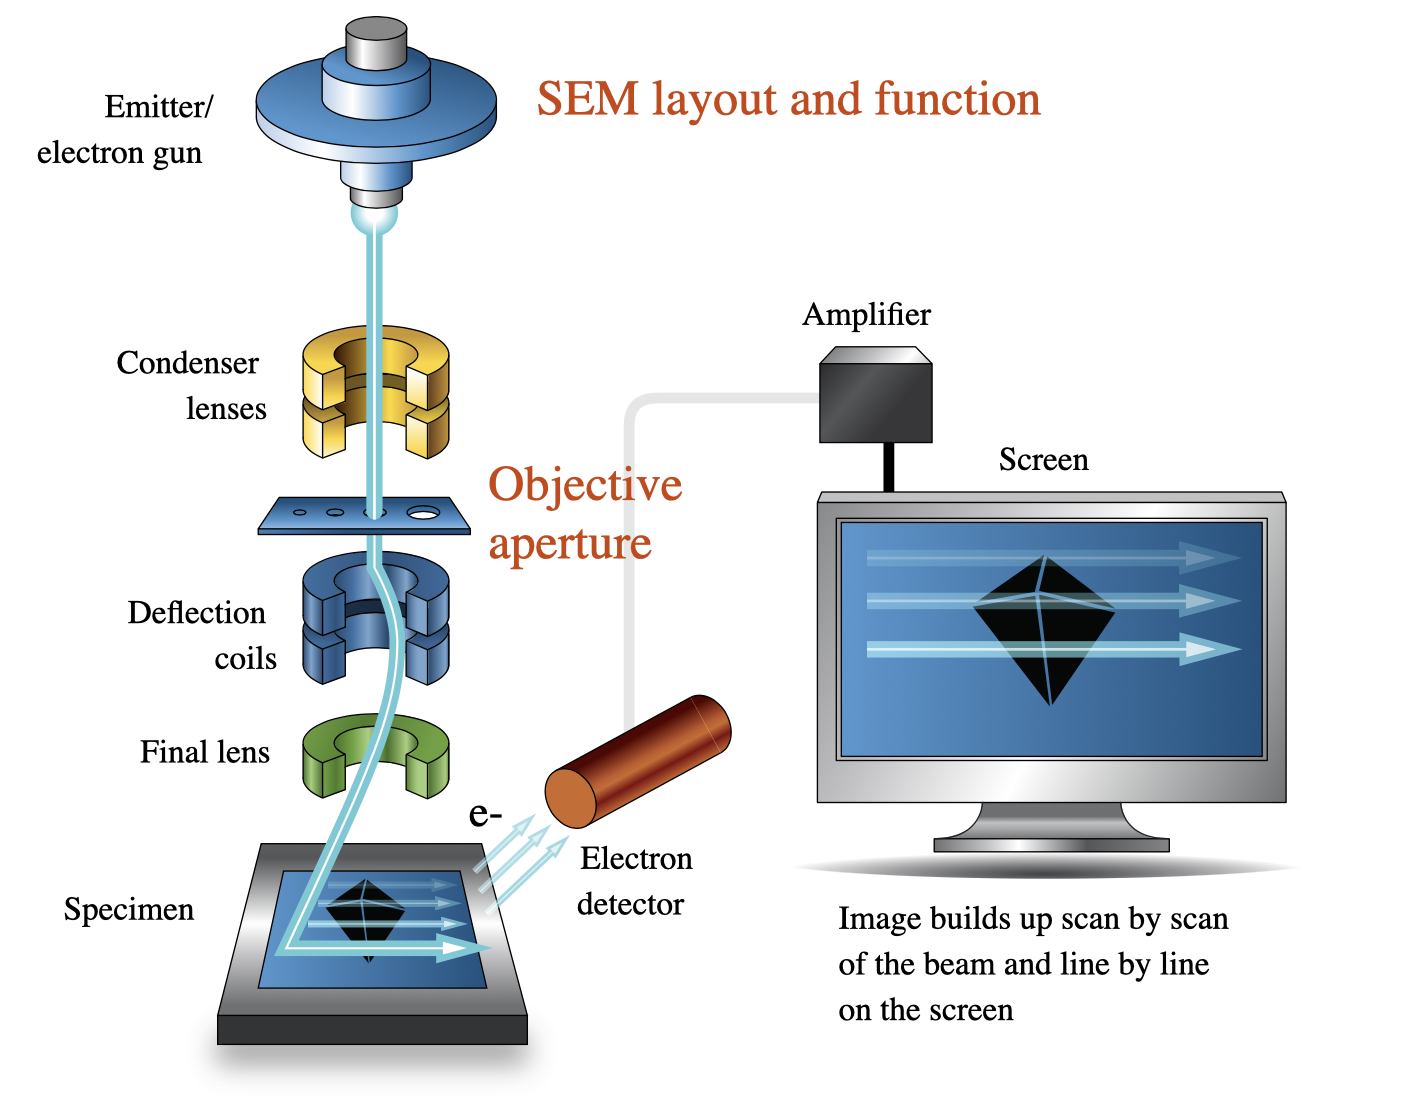 SEM layout and function
Emitter/
electron gun
Condenser
lenses
Objective
aperture
Deflection
coils
Final lens
e-
Electron
detector
Specimen
Amplifier
Screen
Image builds up scan by scan
of the beam and line by line
on the screen